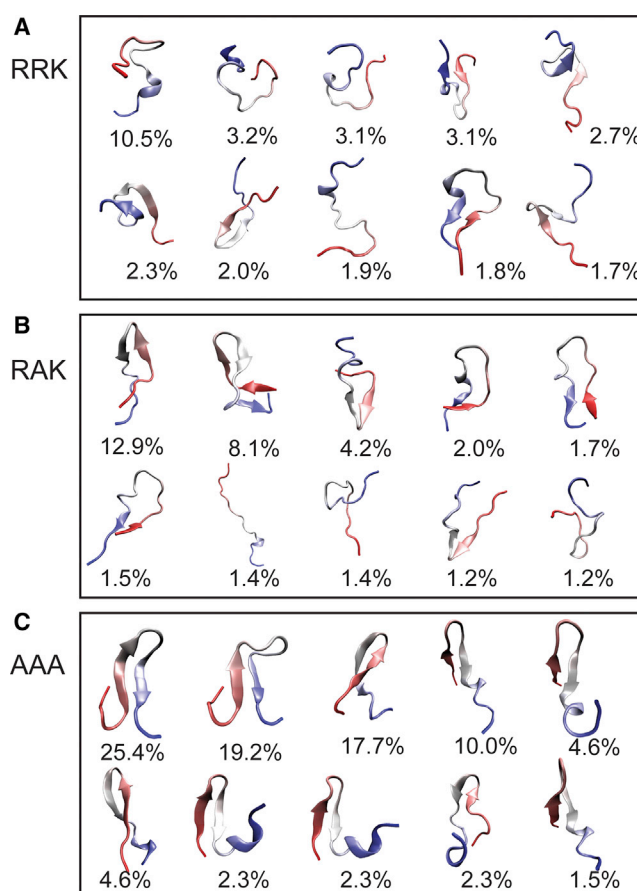 A
RRK
10.5% 3.2% 3.1% 3.1% 2.7%
2.3% 2.0% 1.9% 1.8% 1.7%
B
RAK
12.9% 8.1% 4.2% 2.0% 1.7%
1.5% 1.4% 1.4% 1.2% 1.2%
C
AAA
25.4% 19.2% 17.7% 10.0% 4.6%
4.6% 2.3% 2.3% 2.3% 1.5%